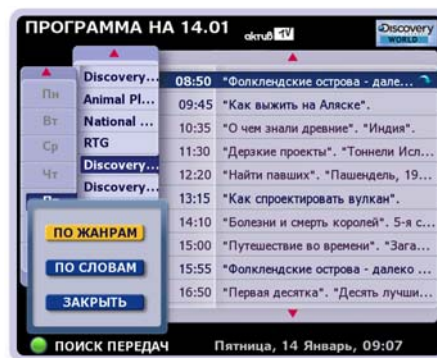 ПРОГРАММА НА 14.01
актив TV
Discovery
WORLD
Пн
Вт
Ср
Чт
Discovery...
Animal Pl...
National ...
RTG
Discovery...
Discovery...
08:50 "Фолклендские острова - дале...
09:45 "Как выжить на Аляске".
10:35 "О чем знали древние". "Индия".
11:30 "Дерзкие проекты". "Тоннели Исл...
12:20 "Найти павших". "Пашендель, 19...
13:15 "Как спроектировать вулкан".
14:10 "Болезни и смерть королей". 5-я с...
15:00 "Путешествие во времени". "Зага...
15:55 "Фолклендские острова - далеко ...
16:50 "Первая десятка". "Десять лучши...
ПО ЖАНРАМ
ПО СЛОВАМ
ЗАКРЫТЬ
ПОИСК ПЕРЕДАЧ
Пятница, 14 Январь, 09:07